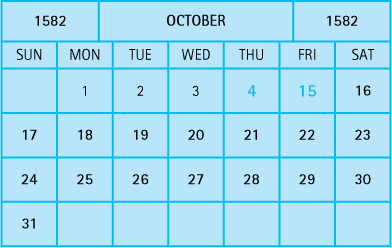 1582 OCTOBER 1582
SUN MON TUE WED THU FRI SAT
1 2 3 4 15 16
17 18 19 20 21 22 23
24 25 26 27 28 29 30
31